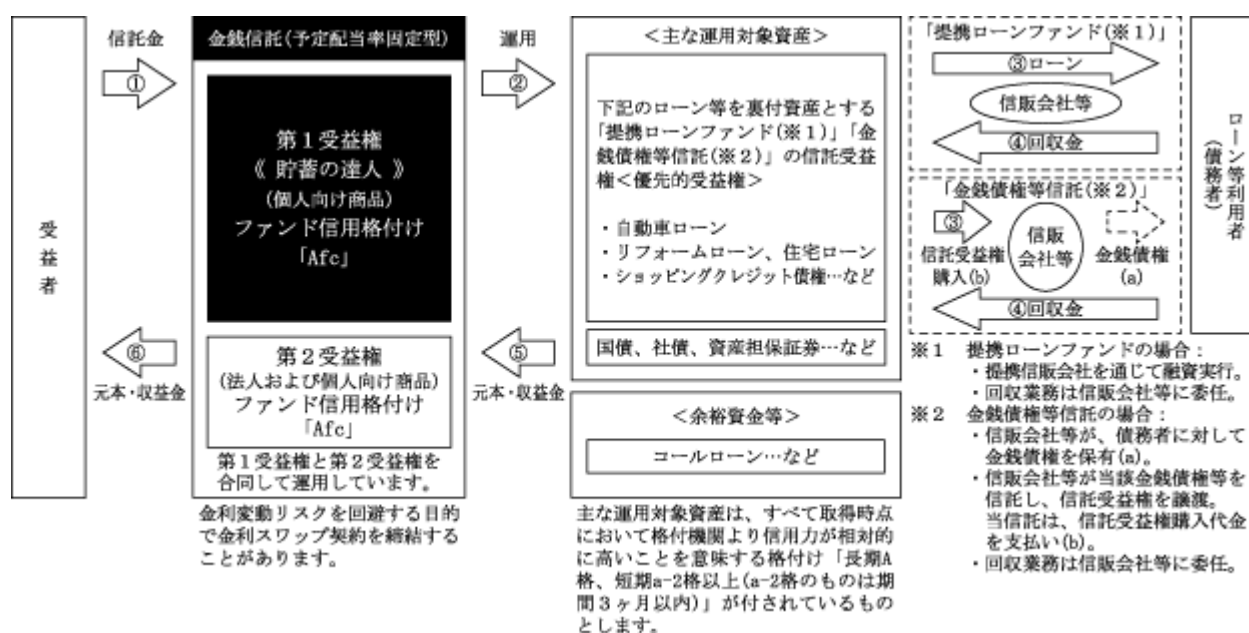 受益者
信託金
①
⑥
元本・収益金
金銭信託(予定配当率固定型)
第1受益権
《 貯蓄の達人 》
(個人向け商品)
ファンド信用格付け
「Afc」
第2受益権
(法人および個人向け商品)
ファンド信用格付け
「Afc」
第1受益権と第2受益権を
合同して運用しています。
金利変動リスクを回避する目的
で金利スワップ契約を締結する
ことがあります。
運用
②
⑤
元本・収益金
＜主な運用対象資産＞
下記のローン等を裏付資産とする
「提携ローンファンド(※1)」「金
銭債権等信託(※2)」の信託受益
権＜優先的受益権＞
・自動車ローン
・リフォームローン、住宅ローン
・ショッピングクレジット債権…など
国債、社債、資産担保証券…など
＜余裕資金等＞
コールローン…など
主な運用対象資産は、すべて取得時点
において格付機関より信用力が相対的
に高いことを意味する格付け「長期A
格、短期a-2格以上(a-2格のものは期
間3ヶ月以内)」が付されているもの
とします。
「提携ローンファンド(※1)」
③ローン
信販会社等
④回収金
「金銭債権等信託(※2)」
③
信託受益権
購入(b)
信販
会社等
金銭債権
(a)
④回収金
ローン等利用者
(債務者)
※1　提携ローンファンドの場合：
・提携信販会社を通じて融資実行。
・回収業務は信販会社等に委任。
※2　金銭債権等信託の場合：
・信販会社等が、債務者に対して
金銭債権を保有(a)。
・信販会社等が当該金銭債権等を
信託し、信託受益権を譲渡。
当信託は、信託受益権購入代金
を支払い(b)。
・回収業務は信販会社等に委任。